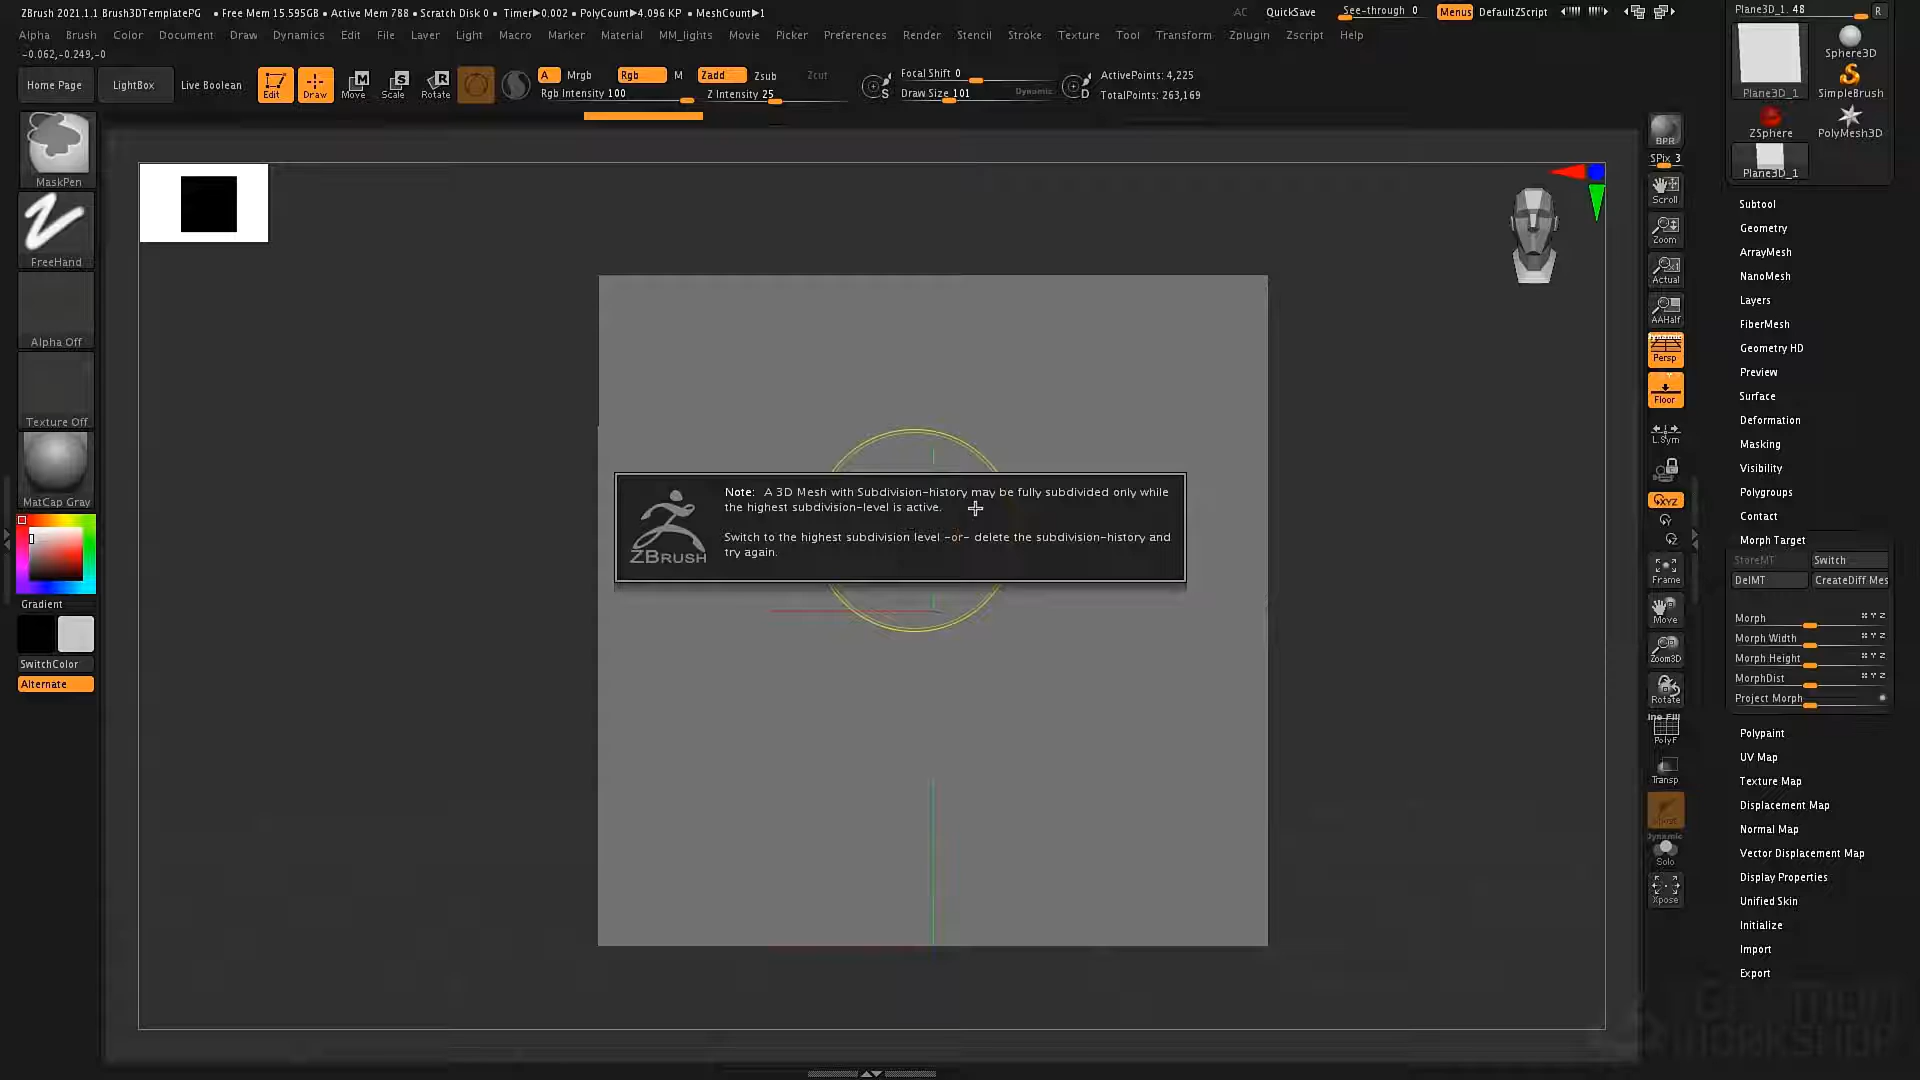 ZBrush 2021.1.1 Brush3DTemplatePG • Free Mem 15.595GB • Active Mem 788 • Scratch Disk 0 • Timer▶0.002 • PolyCount▶4.096 KP • MeshCount▶1 AC QuickSave See-through 0 Menus DefaultZScript
Alpha Brush Color Document Draw Dynamics Edit File Layer Light Macro Marker Material MM_lights Movie Picker Preferences Render Stencil Stroke Texture Tool Transform Zplugin Zscript Help
-0.062,-0.249,-0
Home Page LightBox Live Boolean Edit Draw Move Scale Rotate
A Mrgb Rgb M Zadd Zsub Zcut
Rgb Intensity 100 Z Intensity 25
Focal Shift 0
Draw Size 101 Dynamic
ActivePoints: 4,225
TotalPoints: 263,169
MaskPen
FreeHand
Alpha Off
Texture Off
MatCap Gray
Gradient
SwitchColor
Alternate
Note: A 3D Mesh with Subdivision-history may be fully subdivided only while
the highest subdivision-level is active.
Switch to the highest subdivision level -or- delete the subdivision-history and
try again.
ZBRUSH
BPR
SPix 3
Scroll
Zoom
Actual
AAHalf
Dynamic
Persp
Floor
L.Sym
XYZ
Y
Z
Frame
Move
Zoom3D
Rotate
Line Fill
PolyF
Transp
Dynamic
Solo
Xpose
Plane3D_1. 48 R
Plane3D_1
Sphere3D
SimpleBrush
ZSphere
PolyMesh3D
Plane3D_1
Subtool
Geometry
ArrayMesh
NanoMesh
Layers
FiberMesh
Geometry HD
Preview
Surface
Deformation
Masking
Visibility
Polygroups
Contact
Morph Target
StoreMT Switch
DelMT CreateDiff Mes
Morph X Y Z
Morph Width X Y Z
Morph Height X Y Z
MorphDist X Y Z
Project Morph
Polypaint
UV Map
Texture Map
Displacement Map
Normal Map
Vector Displacement Map
Display Properties
Unified Skin
Initialize
Import
Export